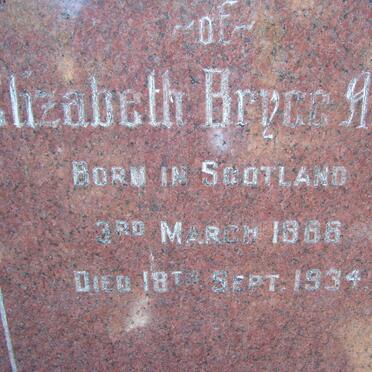 ~of~
Elizabeth Bryce
Born in Scotland
3rd March 1866
Died 18th Sept. 1934.